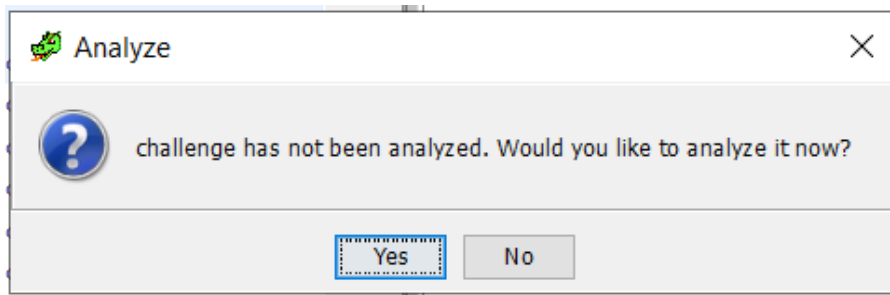 Analyze
challenge has not been analyzed. Would you like to analyze it now?
Yes
No